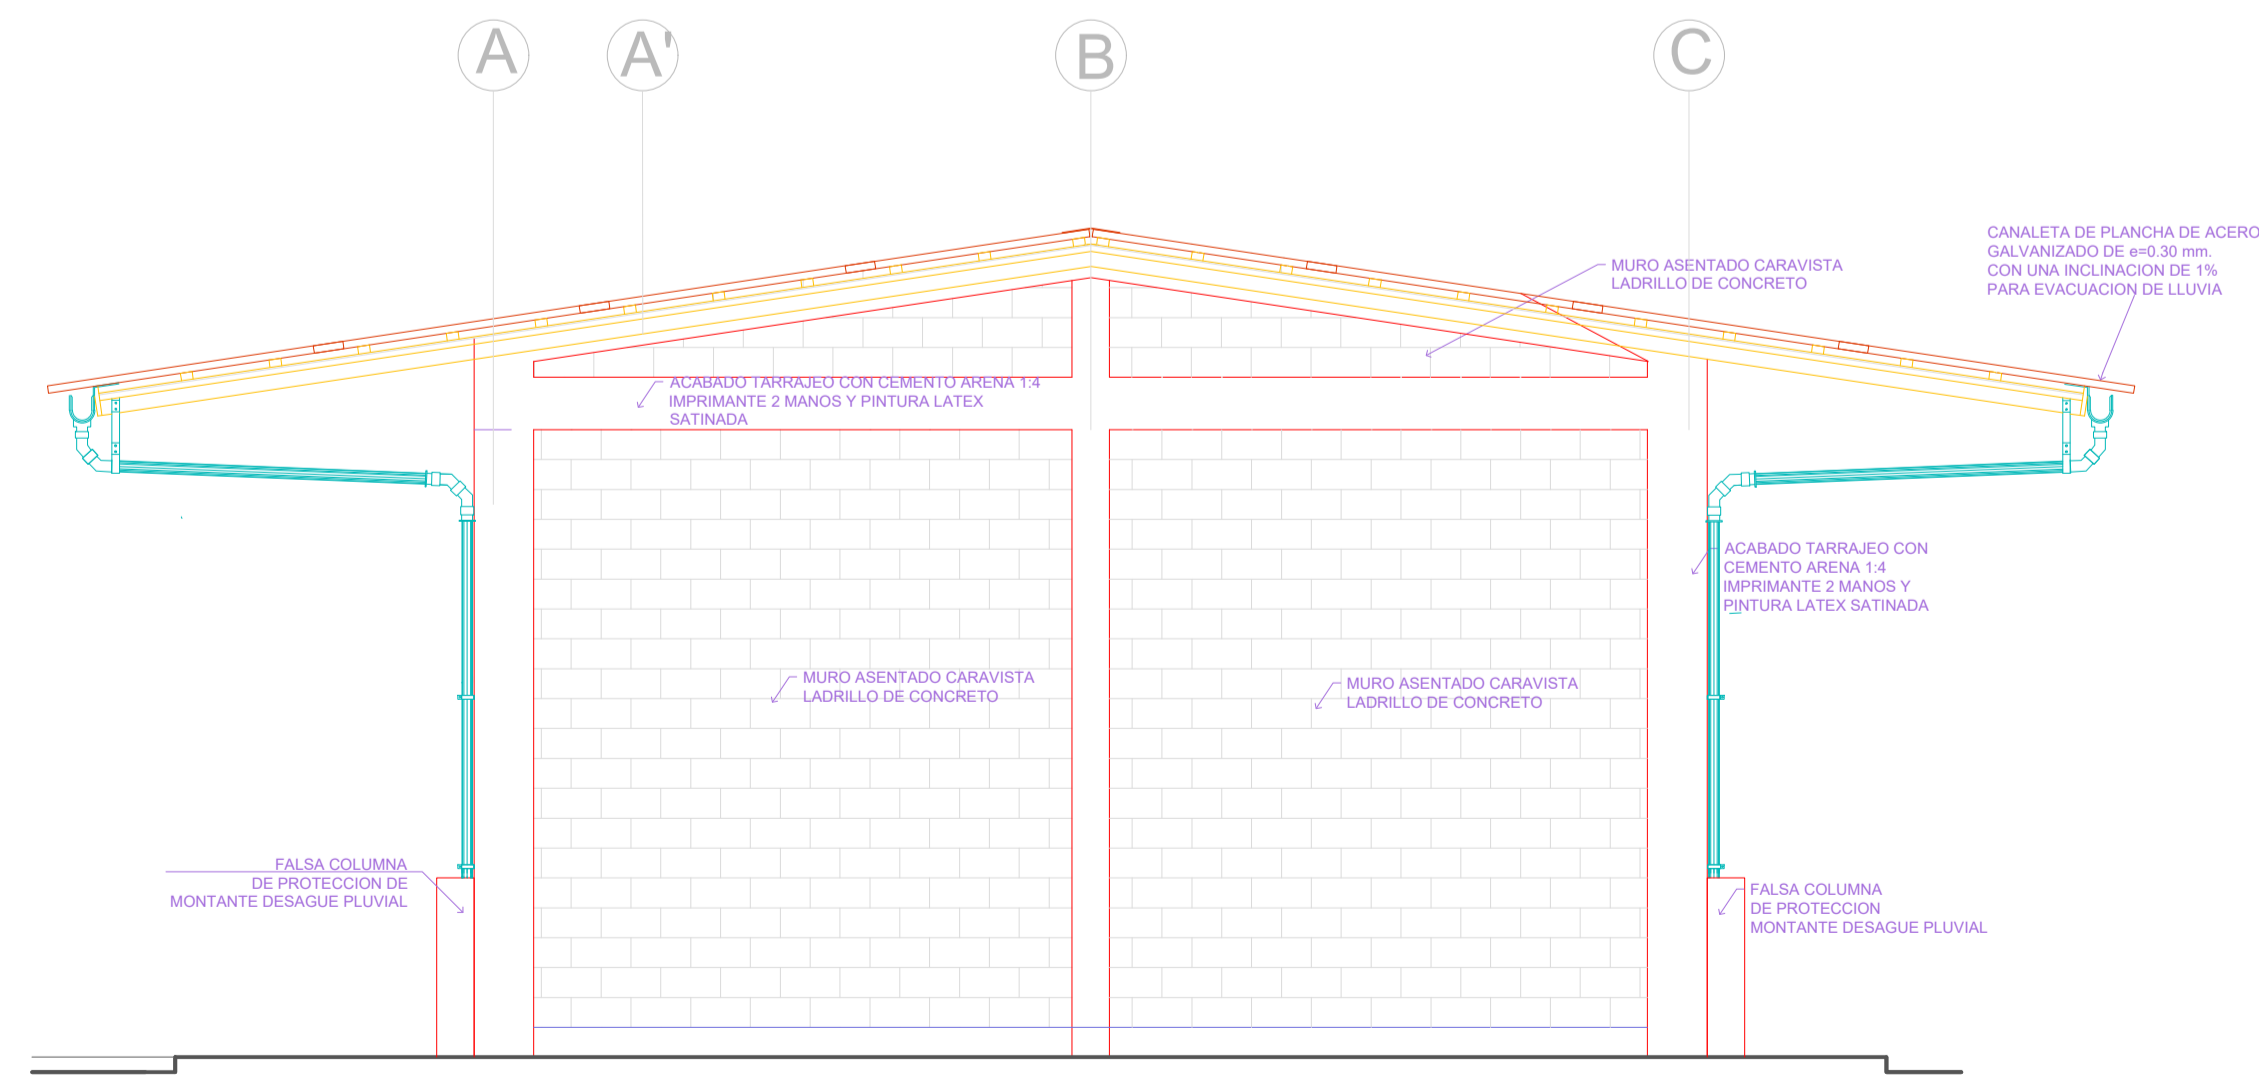 A
A'
B
C
CANALETA DE PLANCHA DE ACERO
GALVANIZADO DE e=0.30 mm.
CON UNA INCLINACION DE 1%
PARA EVACUACION DE LLUVIA
MURO ASENTADO CARAVISTA
LADRILLO DE CONCRETO
ACABADO TARRAJEO CON CEMENTO ARENA 1:4
IMPRIMANTE 2 MANOS Y PINTURA LATEX
SATINADA
ACABADO TARRAJEO CON
CEMENTO ARENA 1:4
IMPRIMANTE 2 MANOS Y
PINTURA LATEX SATINADA
MURO ASENTADO CARAVISTA
LADRILLO DE CONCRETO
MURO ASENTADO CARAVISTA
LADRILLO DE CONCRETO
FALSA COLUMNA
DE PROTECCION DE
MONTANTE DESAGUE PLUVIAL
FALSA COLUMNA
DE PROTECCION
MONTANTE DESAGUE PLUVIAL